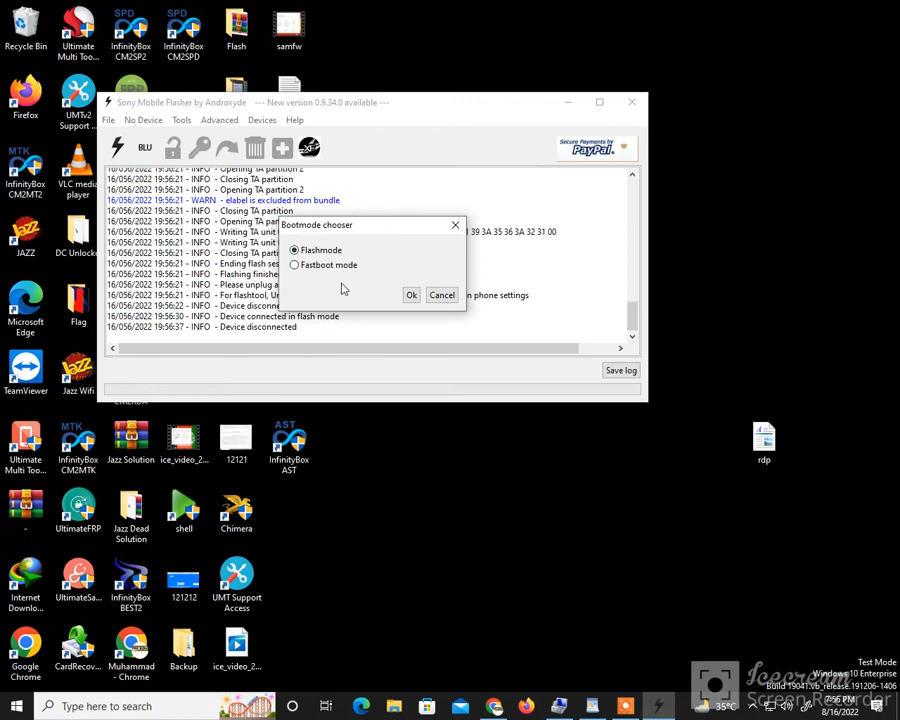 Recycle Bin
Ultimate
Multi Too...
SPD
InfinityBox
CM2SP2
SPD
InfinityBox
CM2SPD
Flash
samfw
Firefox
UMTv2
Support ...
MTK
InfinityBox
CM2MT2
VLC media
player
JAZZ
DC Unlock
Microsoft
Edge
Flag
TeamViewer
Jazz Wifi
Sony Mobile Flasher by Androxyde --- New version 0.9.34.0 available ---
File No Device Tools Advanced Devices Help
BLU
Secure Payments by
PayPal
16/056/2022 19:56:21 - INFO - Opening TA partition 2
16/056/2022 19:56:21 - INFO - Closing TA partition
16/056/2022 19:56:21 - INFO - Opening TA partition 2
16/056/2022 19:56:21 - WARN - elabel is excluded from bundle
16/056/2022 19:56:21 - INFO - Closing TA partition
16/056/2022 19:56:21 - INFO - Opening TA
16/056/2022 19:56:21 - INFO - Writing TA unit 39 3A 35 36 3A 32 31 00
16/056/2022 19:56:21 - INFO - Writing TA unit
16/056/2022 19:56:21 - INFO - Closing TA partit
16/056/2022 19:56:21 - INFO - Ending flash ses
16/056/2022 19:56:21 - INFO - Flashing finishe
16/056/2022 19:56:21 - INFO - Please unplug a
16/056/2022 19:56:21 - INFO - For flashtool, Un n phone settings
16/056/2022 19:56:22 - INFO - Device disconne
16/056/2022 19:56:30 - INFO - Device connected in flash mode
16/056/2022 19:56:37 - INFO - Device disconnected
Save log
Bootmode chooser
Flashmode
Fastboot mode
Ok Cancel
Ultimate
Multi Too...
MTK
InfinityBox
CM2MTK
Jazz Solution
ice_video_2...
12121
AST
InfinityBox
AST
rdp
-
UltimateFRP
Jazz Dead
Solution
shell
Chimera
Internet
Downlo...
UltimateSa...
InfinityBox
BEST2
121212
UMT Support
Access
Google
Chrome
CardRecov...
Muhammad
- Chrome
Backup
ice_video_2...
Test Mode
Windows 10 Enterprise
Build 19041.vb_release.191206-1406
Icecream
Screen Recorder
Type here to search
35°C
7:56 PM
8/16/2022